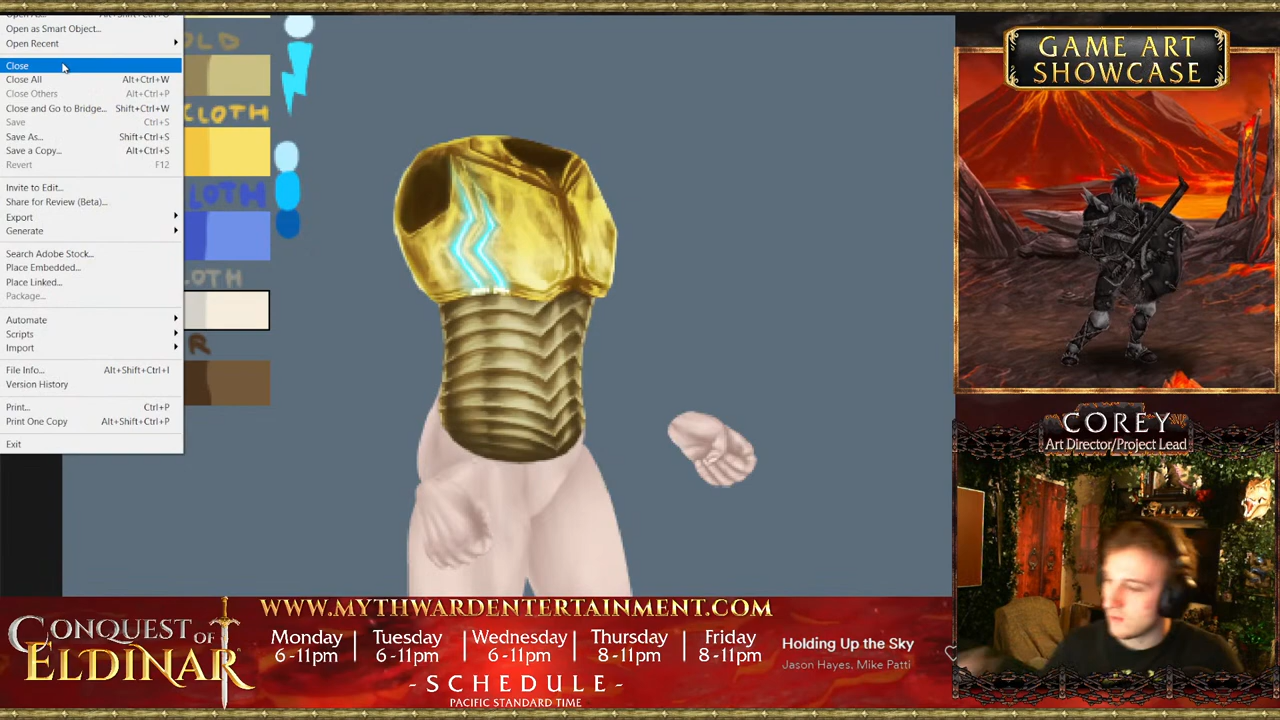 Open as Smart Object...
Open Recent
Close
Close All Alt+Ctrl+W
Close Others Alt+Ctrl+P
Close and Go to Bridge... Shift+Ctrl+W
Save Ctrl+S
Save As... Shift+Ctrl+S
Save a Copy... Alt+Ctrl+S
Revert F12
Invite to Edit...
Share for Review (Beta)...
Export
Generate
Search Adobe Stock...
Place Embedded...
Place Linked...
Package...
Automate
Scripts
Import
File Info... Alt+Shift+Ctrl+I
Version History
Print... Ctrl+P
Print One Copy Alt+Shift+Ctrl+P
Exit
OLD
CLOTH
LOTH
LOTH
R
GAME ART
SHOWCASE
COREY
Art Director/Project Lead
CONQUEST OF
ELDINAR
WWW.MYTHWARDENTERTAINMENT.COM
Monday | Tuesday | Wednesday | Thursday | Friday
6-11pm | 6-11pm | 6-11pm | 8-11pm | 8-11pm
- SCHEDULE -
PACIFIC STANDARD TIME
Holding Up the Sky
Jason Hayes, Mike Patti